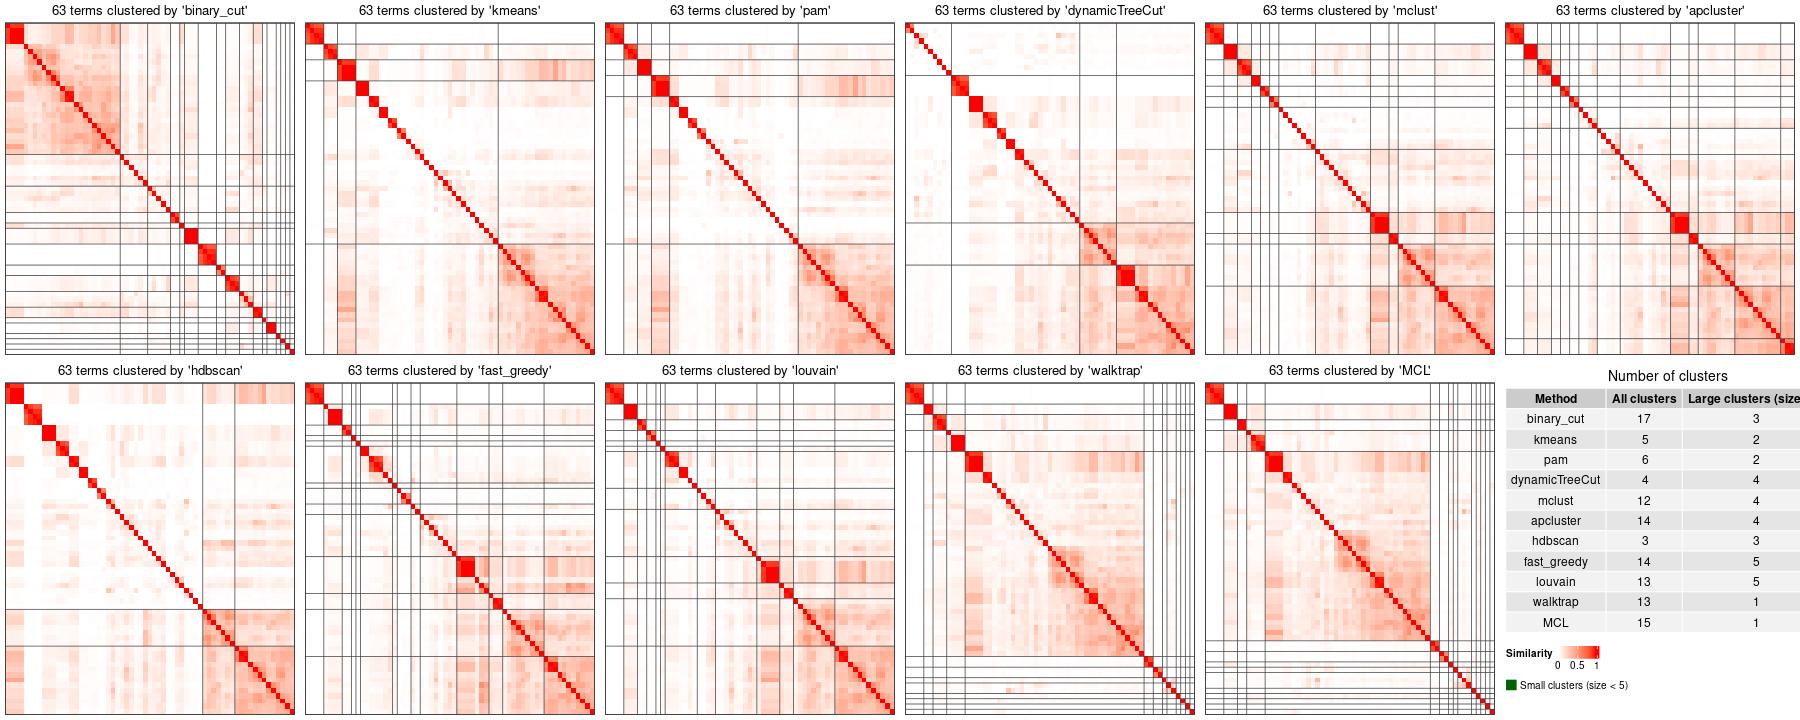 63 terms clustered by 'binary_cut'
63 terms clustered by 'kmeans'
63 terms clustered by 'pam'
63 terms clustered by 'dynamicTreeCut'
63 terms clustered by 'mclust'
63 terms clustered by 'apcluster'
63 terms clustered by 'hdbscan'
63 terms clustered by 'fast_greedy'
63 terms clustered by 'louvain'
63 terms clustered by 'walktrap'
63 terms clustered by 'MCL'
Number of clusters
Method All clusters Large clusters (size
binary_cut 17 3
kmeans 5 2
pam 6 2
dynamicTreeCut 4 4
mclust 12 4
apcluster 14 4
hdbscan 3 3
fast_greedy 14 5
louvain 13 5
walktrap 13 1
MCL 15 1
Similarity
0 0.5 1
Small clusters (size < 5)